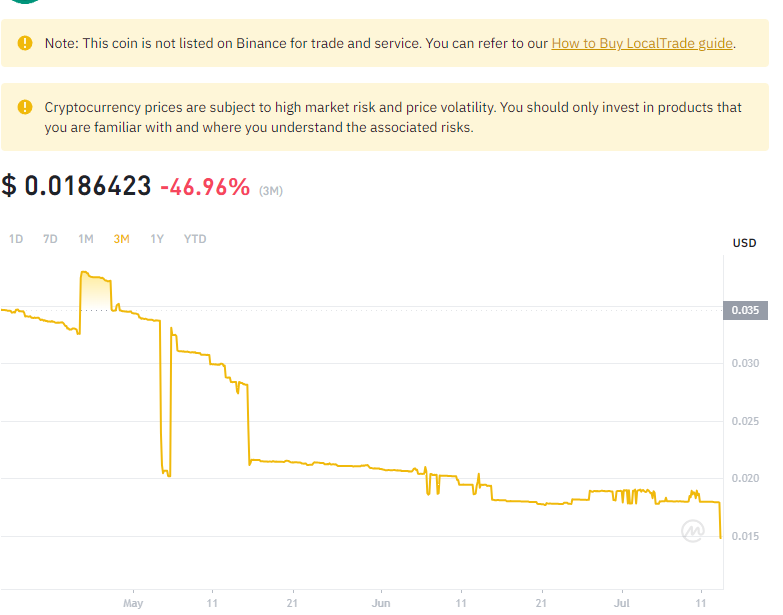 Note: This coin is not listed on Binance for trade and service. You can refer to our How to Buy LocalTrade guide.
Cryptocurrency prices are subject to high market risk and price volatility. You should only invest in products that
you are familiar with and where you understand the associated risks.
$ 0.0186423 -46.96% (3M)
1D 7D 1M 3M 1Y YTD
USD
0.035
0.030
0.025
0.020
0.015
May 11 21 Jun 11 21 Jul 11